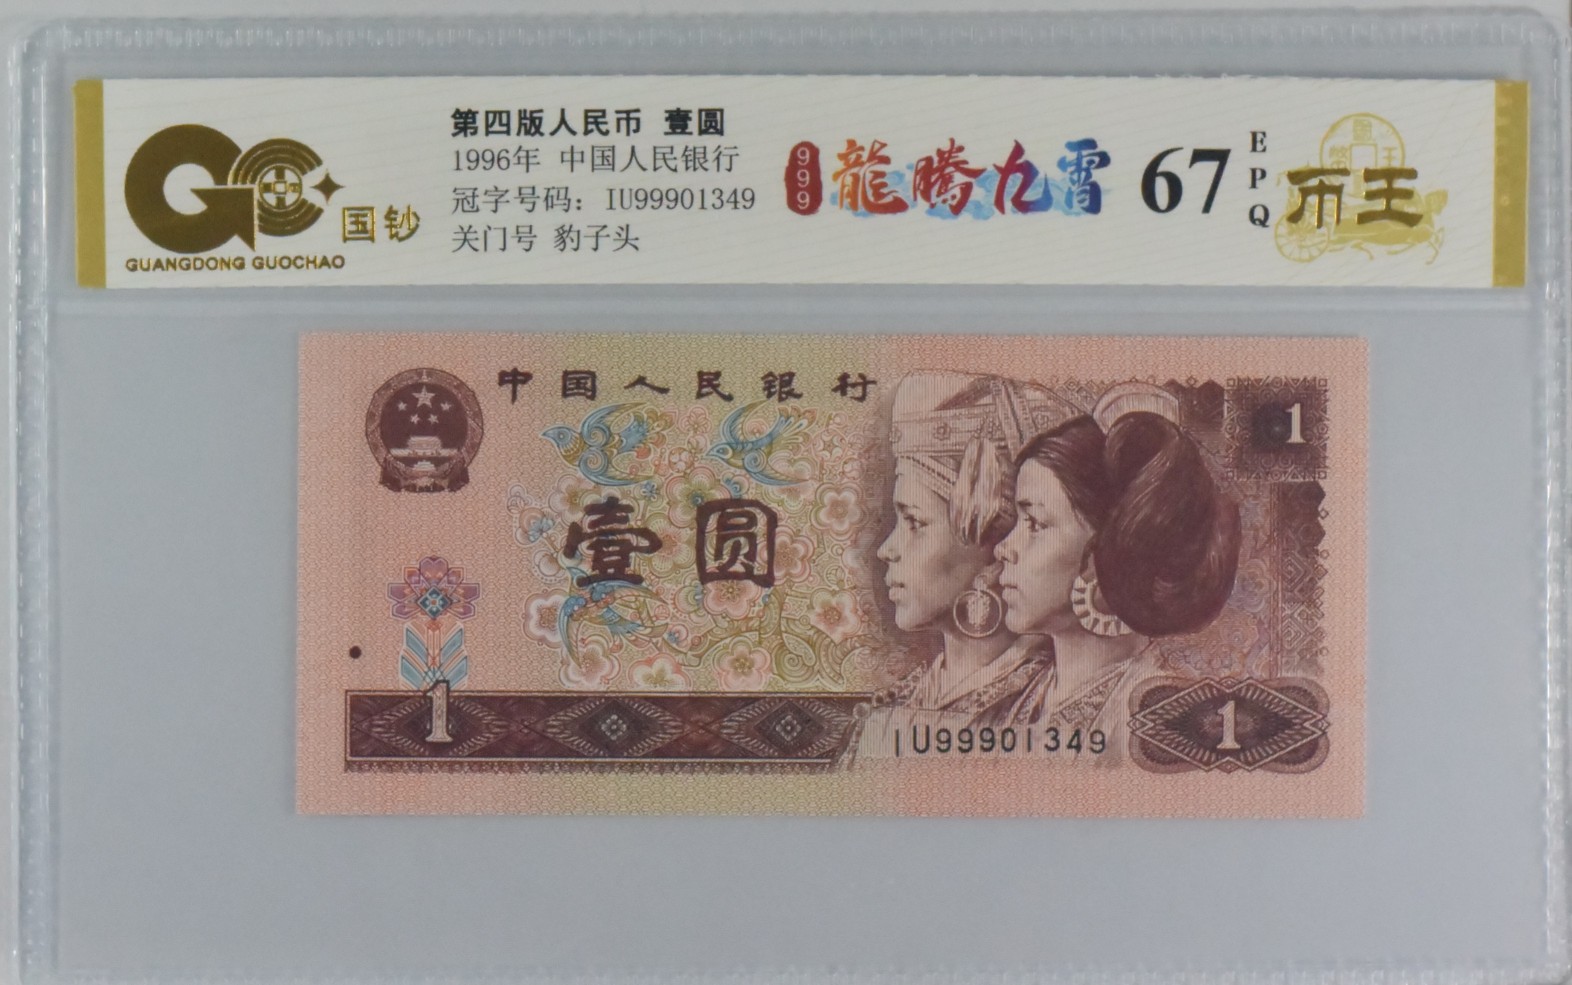 国钞
GUANGDONG GUOCHAO
第四版人民币 壹圆
1996年 中国人民银行
冠字号码：IU99901349
关门号 豹子头
999
龍騰九霄
67
EPQ
币王
中国人民银行
1
壹圆
1
IU99901349
1